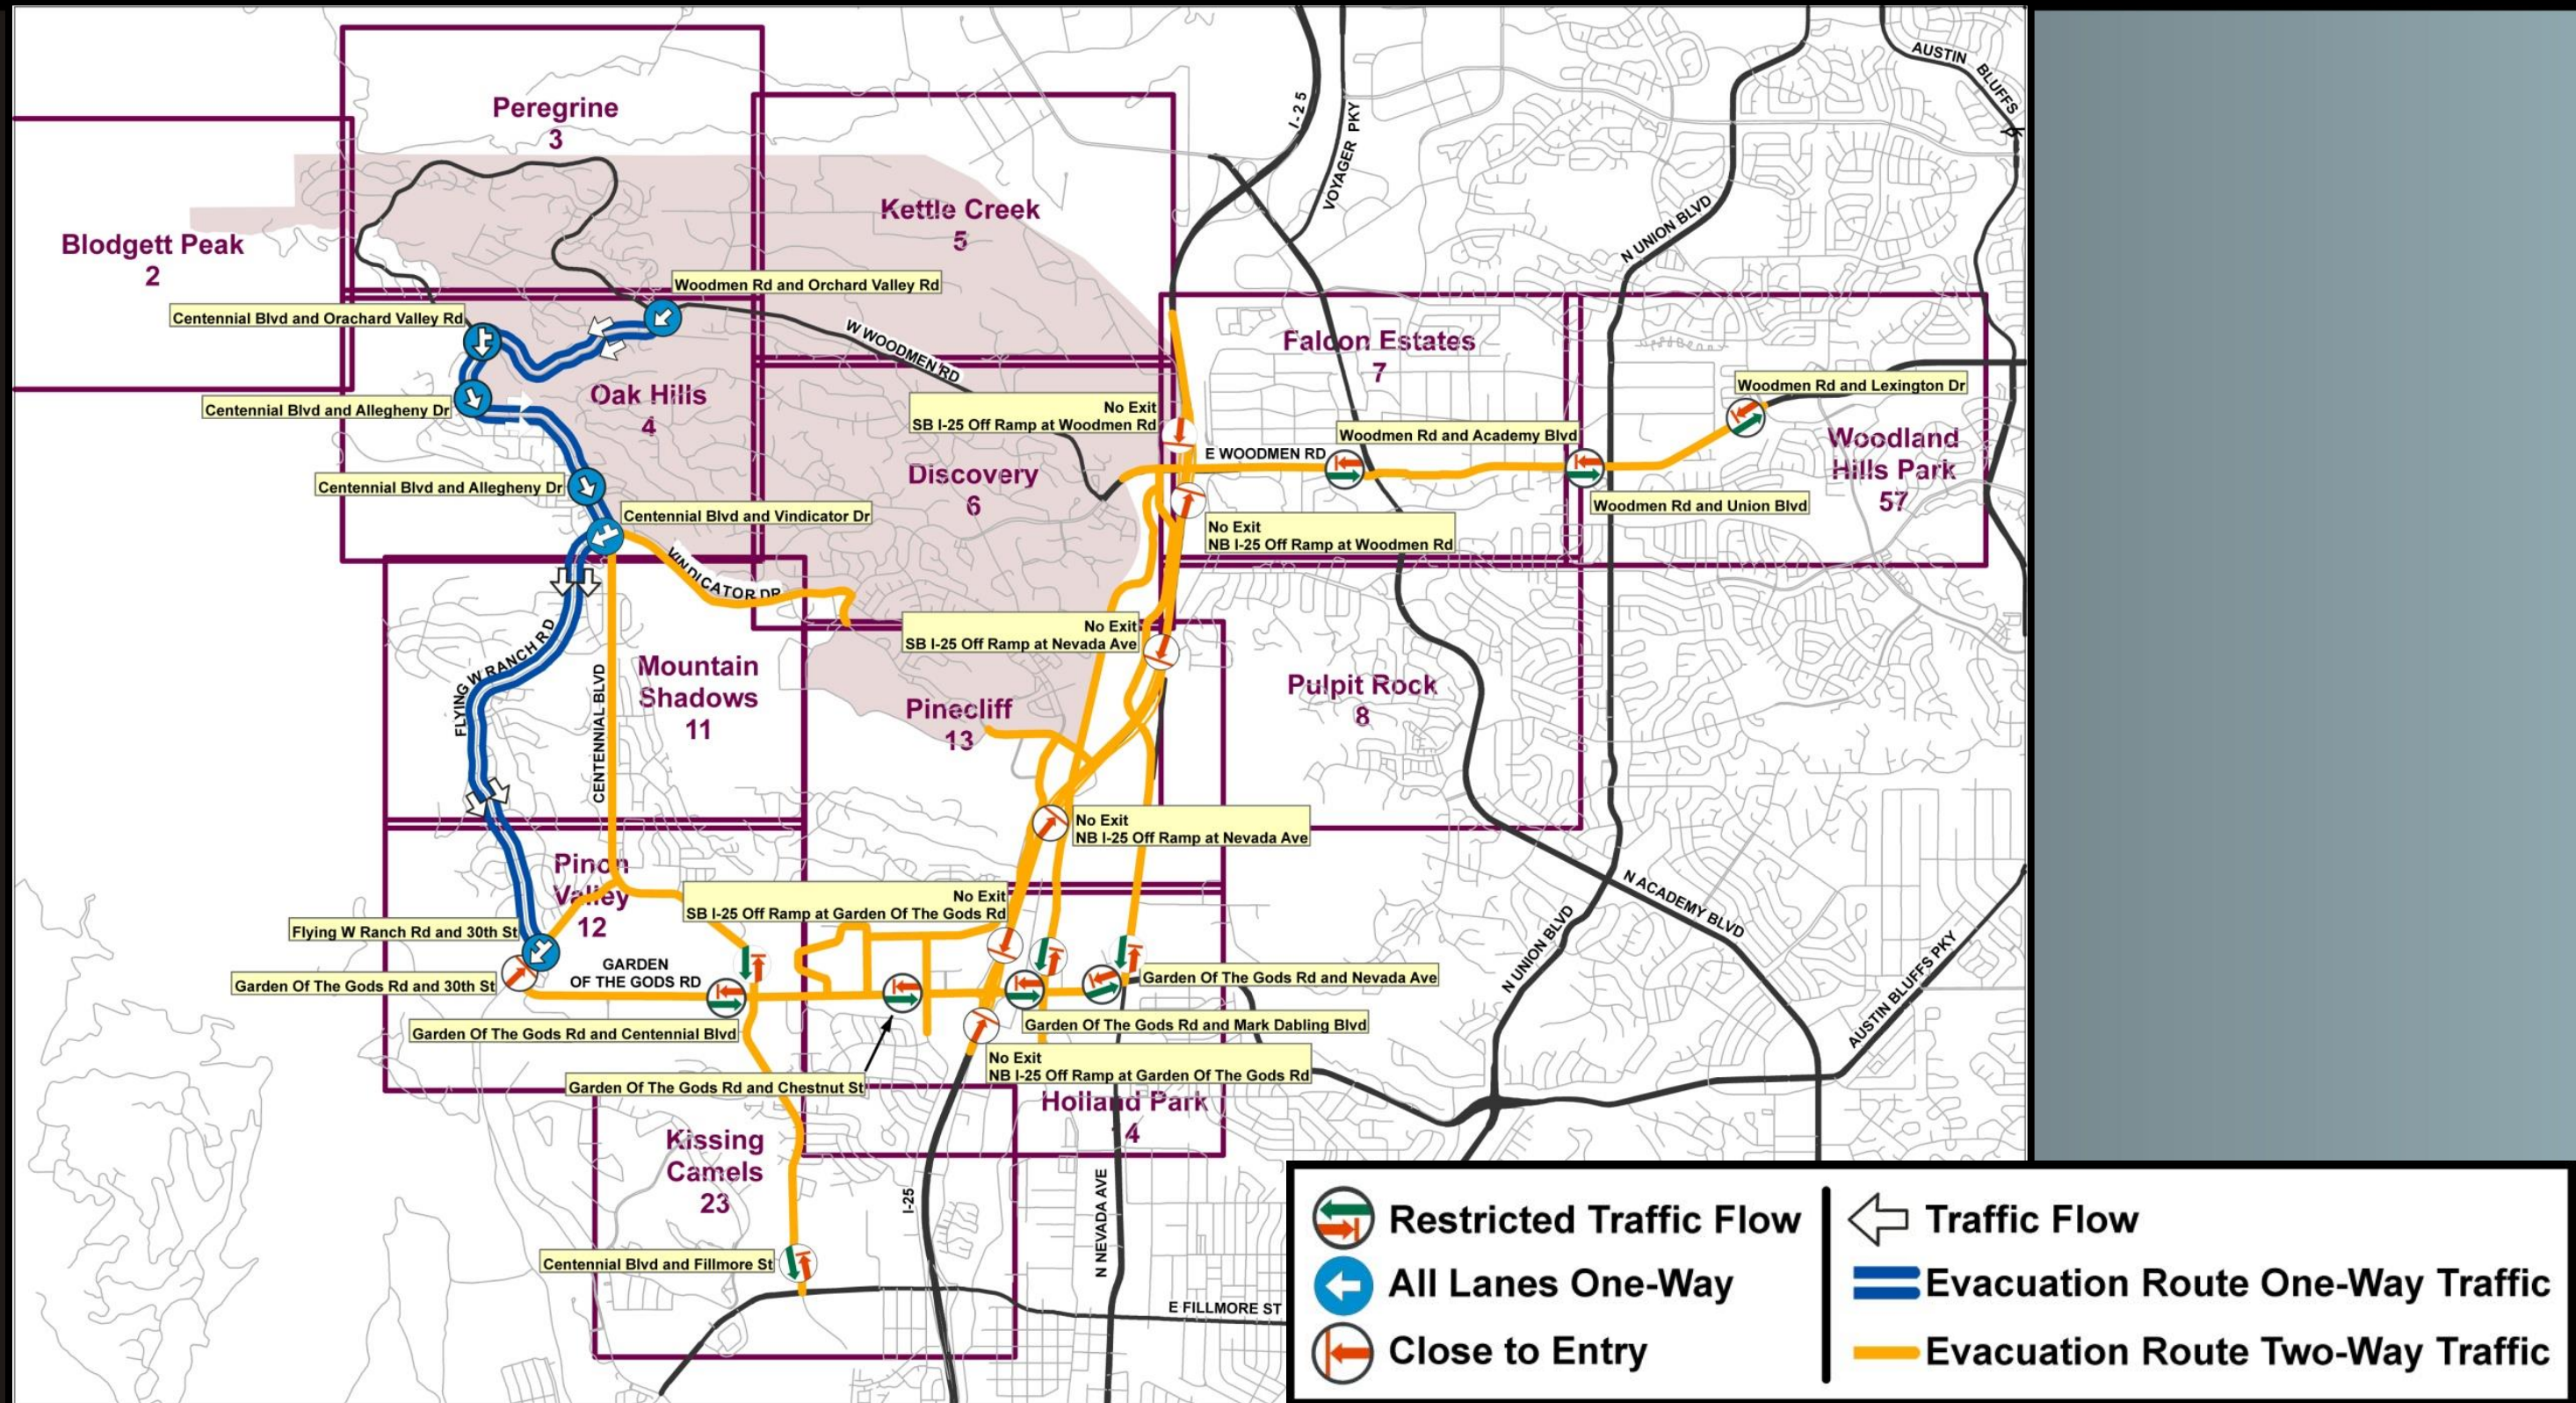 AUSTIN BLUFFS
Peregrine
3
I-25
VOYAGER PKY
Kettle Creek
5
N UNION BLVD
Blodgett Peak
2
Woodmen Rd and Orchard Valley Rd
Centennial Blvd and Orachard Valley Rd
W WOODMEN RD
Falcon Estates
7
Oak Hills
4
Woodmen Rd and Lexington Dr
Centennial Blvd and Allegheny Dr
No Exit
SB I-25 Off Ramp at Woodmen Rd
Woodmen Rd and Academy Blvd
E WOODMEN RD
Woodland
Hills Park
57
Discovery
6
Centennial Blvd and Allegheny Dr
Woodmen Rd and Union Blvd
Centennial Blvd and Vindicator Dr
No Exit
NB I-25 Off Ramp at Woodmen Rd
VINDICATOR DR
No Exit
SB I-25 Off Ramp at Nevada Ave
FLYING W RANCH RD
CENTENNIAL BLVD
Mountain
Shadows
11
Pinecliff
13
Pulpit Rock
8
No Exit
NB I-25 Off Ramp at Nevada Ave
Pinon
Valley
12
No Exit
SB I-25 Off Ramp at Garden Of The Gods Rd
N ACADEMY BLVD
Flying W Ranch Rd and 30th St
N UNION BLVD
GARDEN
OF THE GODS RD
Garden Of The Gods Rd and 30th St
Garden Of The Gods Rd and Nevada Ave
AUSTIN BLUFFS PKY
Garden Of The Gods Rd and Centennial Blvd
Garden Of The Gods Rd and Mark Dabling Blvd
No Exit
NB I-25 Off Ramp at Garden Of The Gods Rd
Garden Of The Gods Rd and Chestnut St
Holland Park
14
Kissing
Camels
23
I-25
N NEVADA AVE
Centennial Blvd and Fillmore St
E FILLMORE ST
Restricted Traffic Flow
All Lanes One-Way
Close to Entry
Traffic Flow
Evacuation Route One-Way Traffic
Evacuation Route Two-Way Traffic